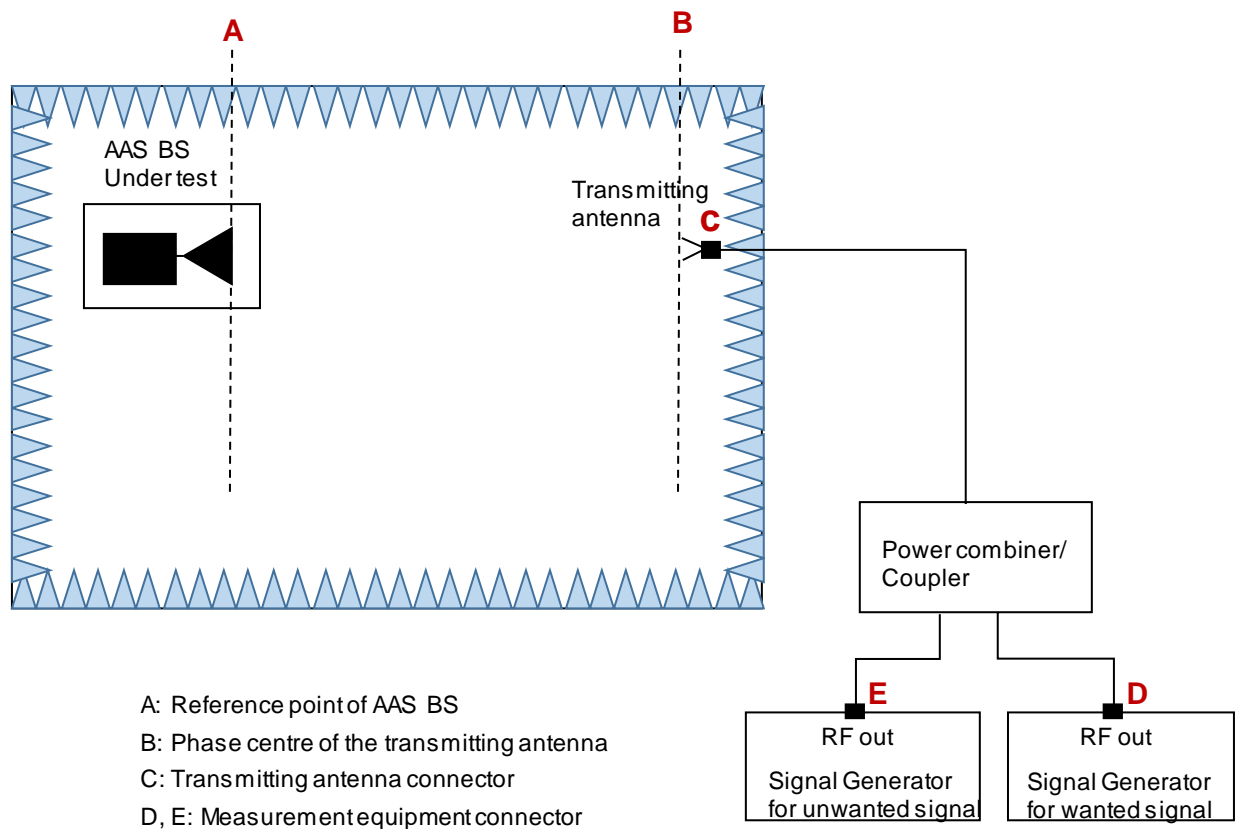 A
B
AAS BS
Under test
Transmitting
antenna
C
Power combiner/
Coupler
E
D
RF out
Signal Generator
for unwanted signal
RF out
Signal Generator
for wanted signal
A: Reference point of AAS BS
B: Phase centre of the transmitting antenna
C: Transmitting antenna connector
D, E: Measurement equipment connector